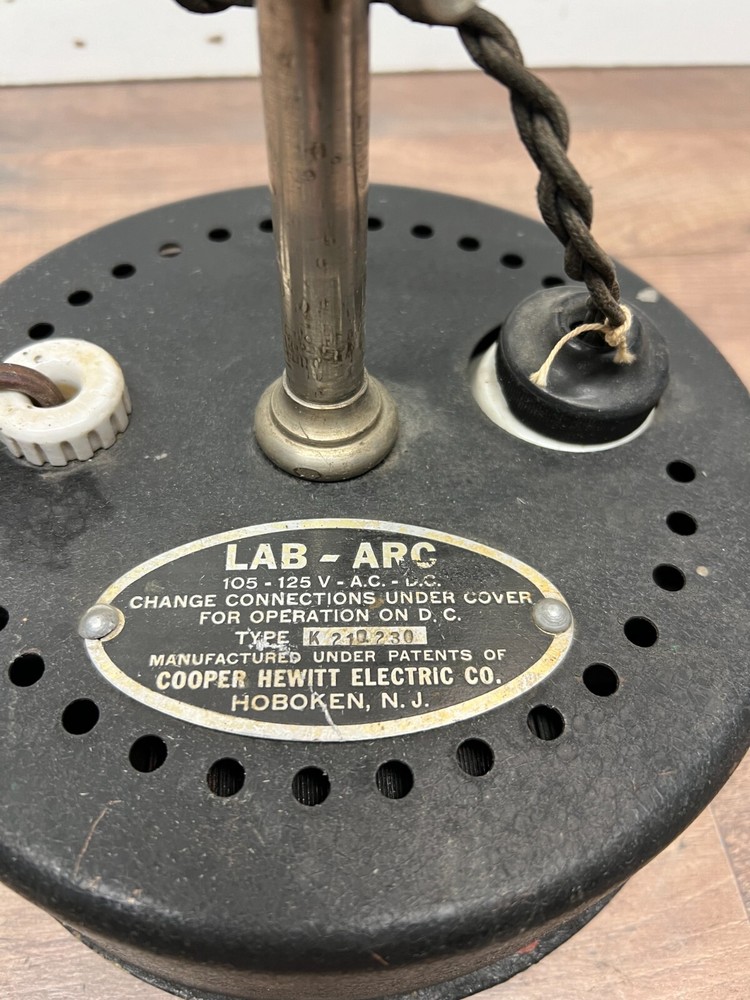 LAB - ARC
105 - 125 V - A.C. - D.C.
CHANGE CONNECTIONS UNDER COVER
FOR OPERATION ON D.C.
TYPE K 210230
MANUFACTURED UNDER PATENTS OF
COOPER HEWITT ELECTRIC CO.
HOBOKEN, N.J.